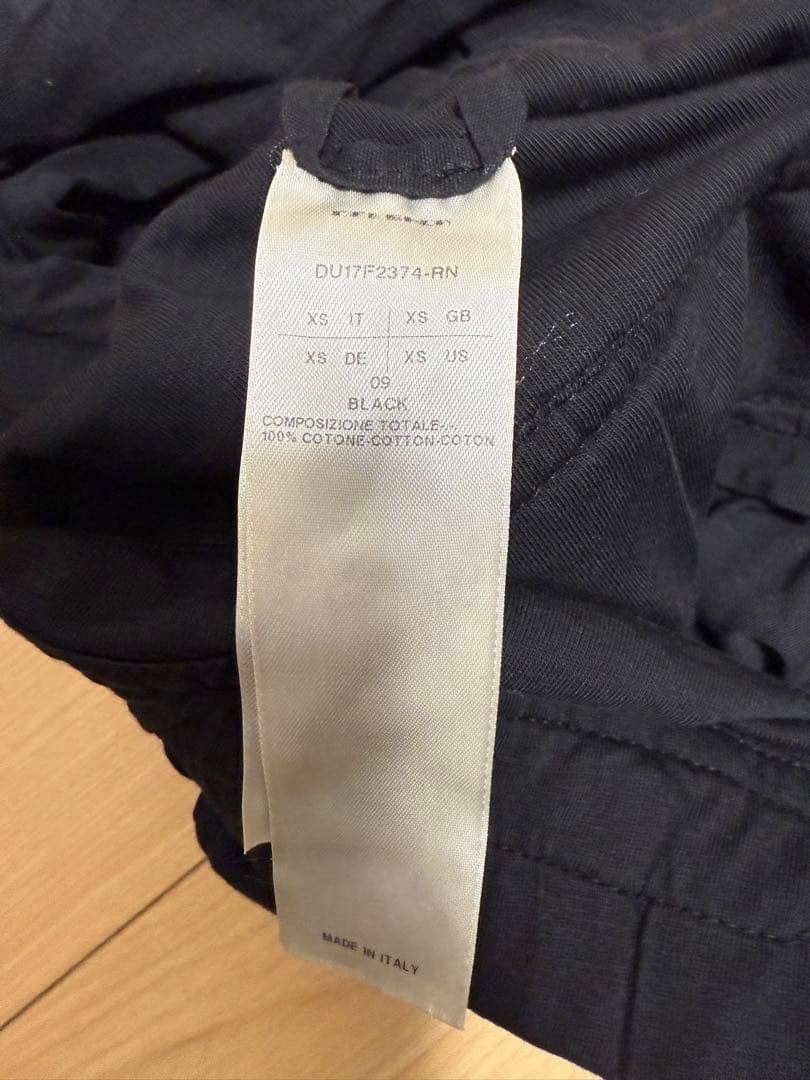 DU17F2374-RN
XS IT XS GB
XS DE XS US
09
BLACK
COMPOSIZIONE TOTALE-.-.
100% COTONE-COTTON-COTON
MADE IN ITALY